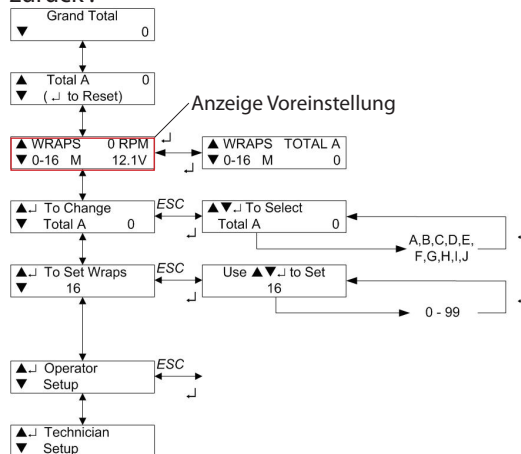 Grand Total
▼ 0
▲ Total A 0
▼ ( ↵ to Reset)
Anzeige Voreinstellung
▲ WRAPS 0 RPM
▼ 0-16 M 12.1V
↵
↵
▲ WRAPS TOTAL A
▼ 0-16 M 0
▲↵ To Change
▼ Total A 0
ESC
↵
▲▼↵ To Select
Total A 0
A,B,C,D,E,
F,G,H,I,J
▲↵ To Set Wraps
▼ 16
ESC
↵
Use ▲▼↵ to Set
16
0 - 99
▲↵ Operator
▼ Setup
ESC
↵
▲↵ Technician
▼ Setup